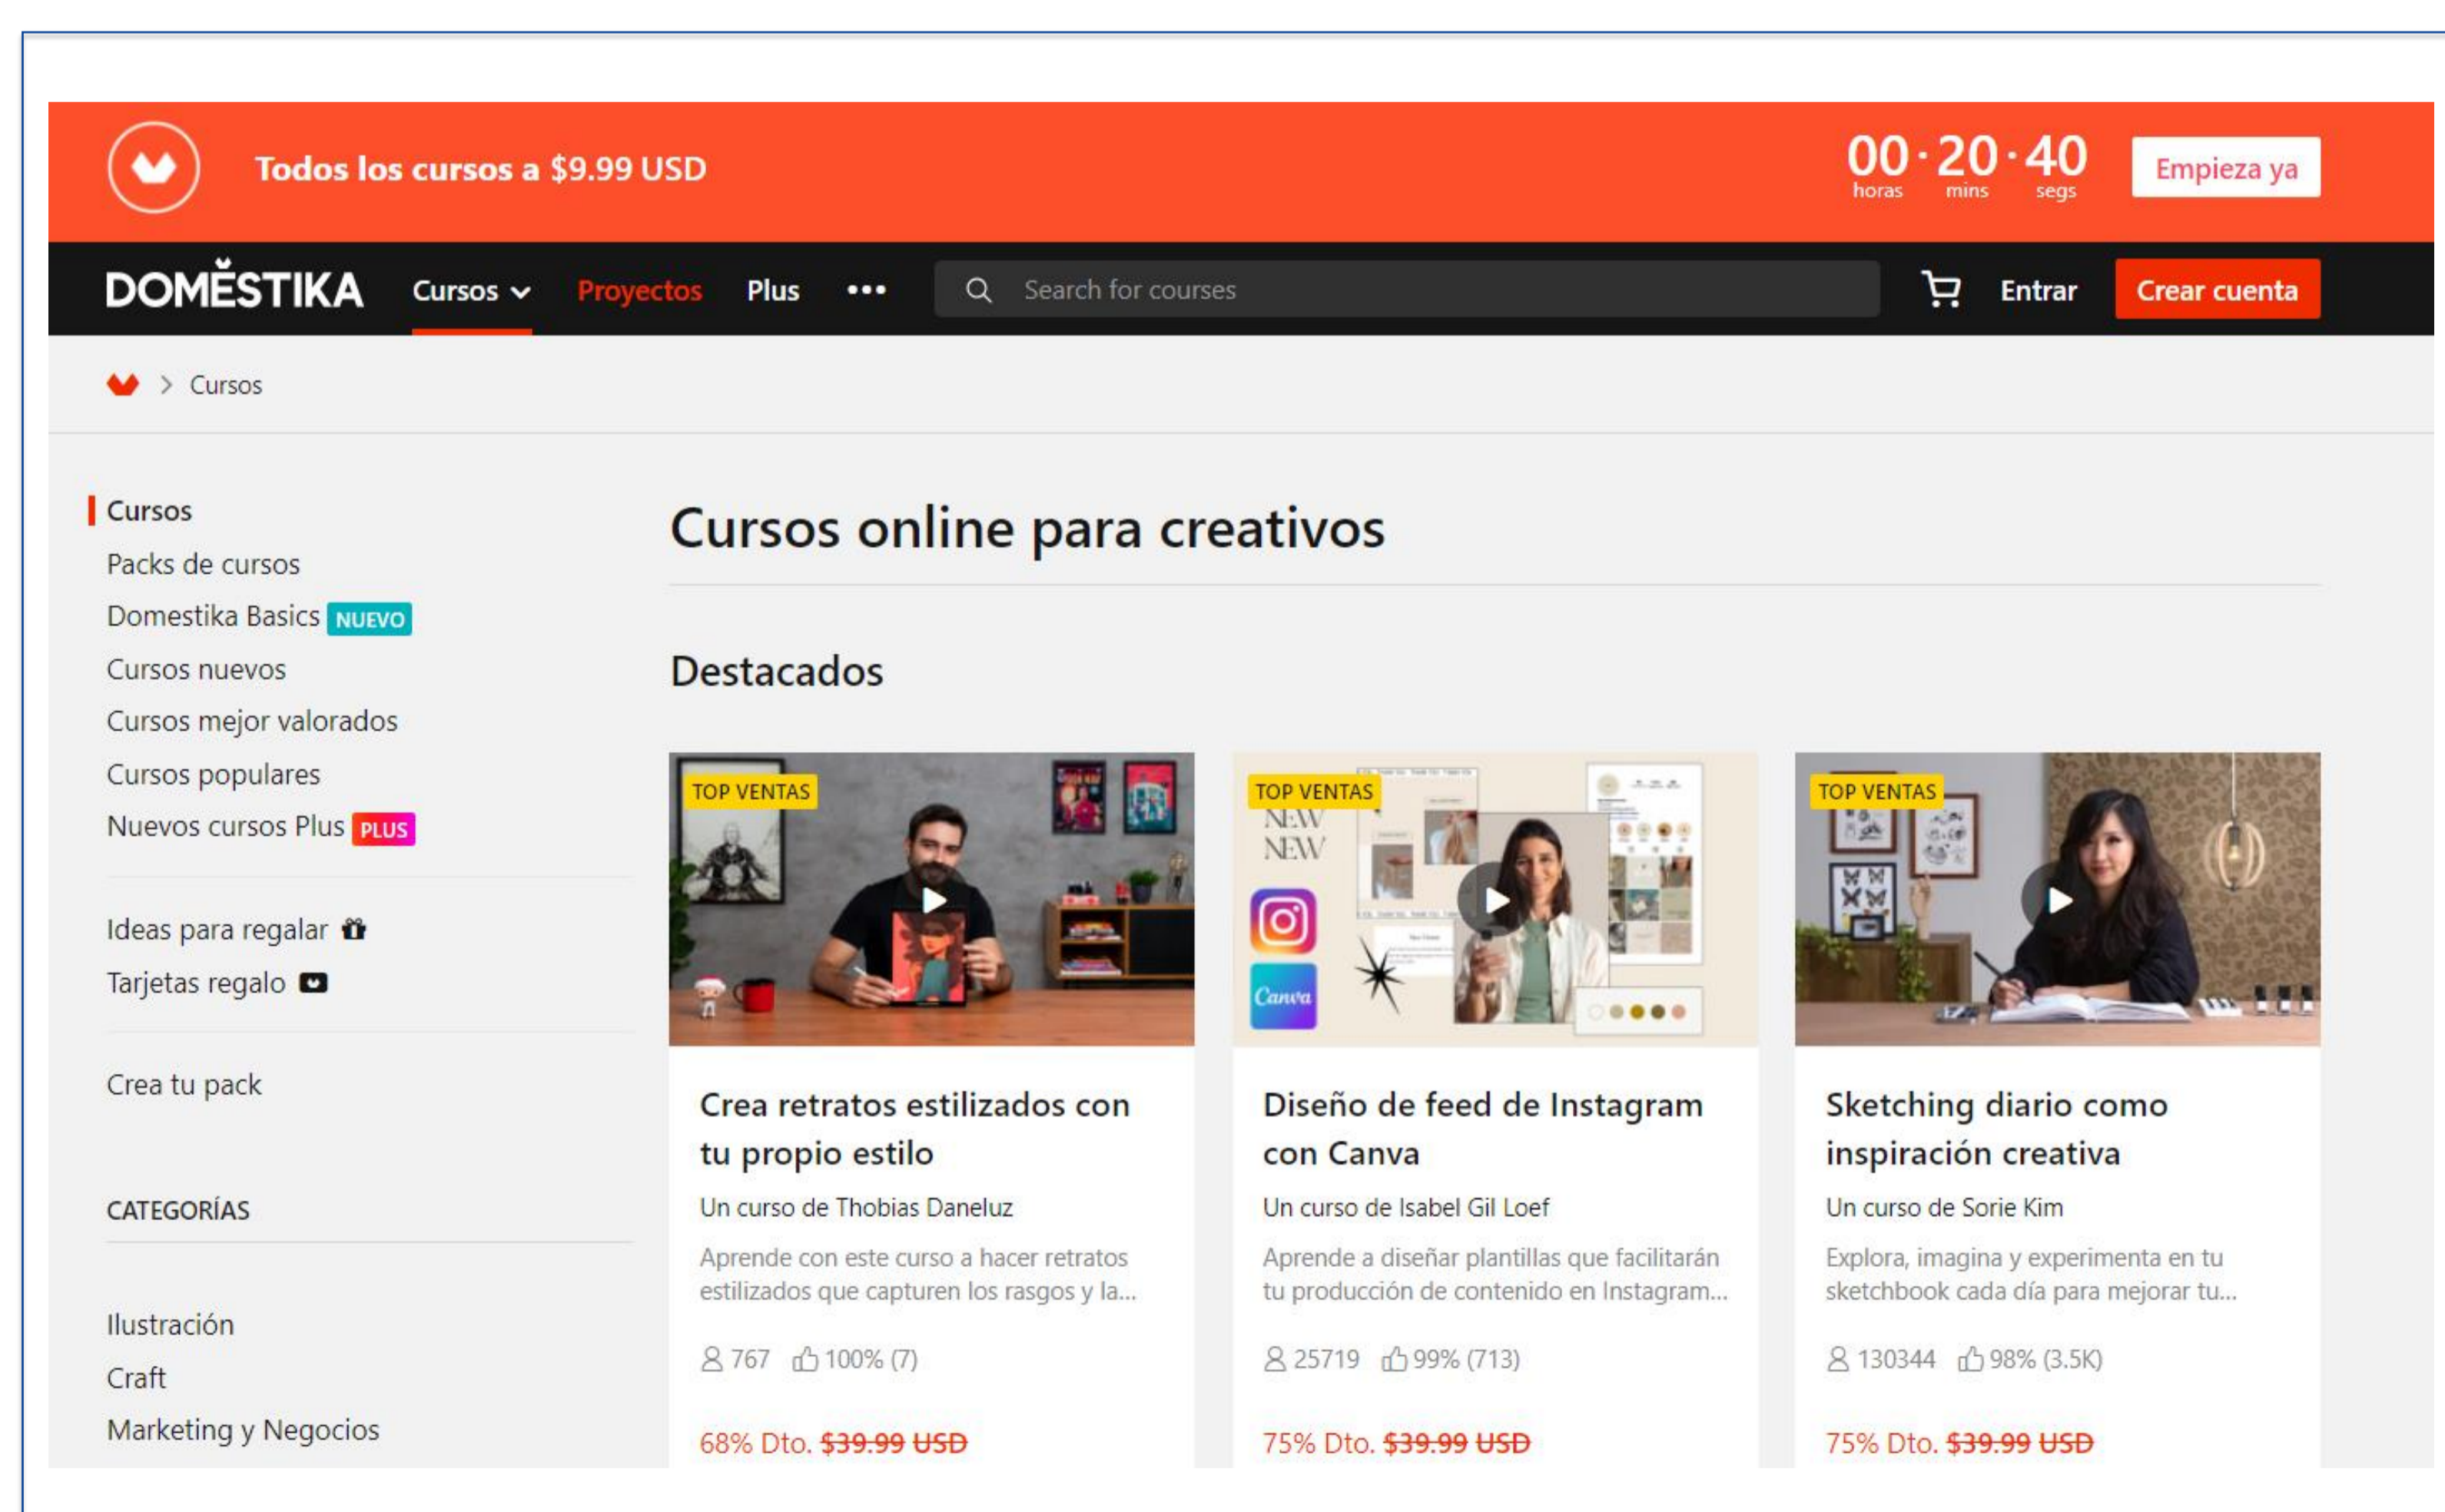 Todos los cursos a $9.99 USD
00 · 20 · 40
horas mins segs
Empieza ya
DOMĚSTIKA Cursos Proyectos Plus ••• Search for courses Entrar Crear cuenta
> Cursos
Cursos
Packs de cursos
Domestika Basics NUEVO
Cursos nuevos
Cursos mejor valorados
Cursos populares
Nuevos cursos Plus PLUS
Ideas para regalar
Tarjetas regalo
Crea tu pack
CATEGORÍAS
Ilustración
Craft
Marketing y Negocios
Cursos online para creativos
Destacados
TOP VENTAS
Crea retratos estilizados con
tu propio estilo
Un curso de Thobias Daneluz
Aprende con este curso a hacer retratos
estilizados que capturen los rasgos y la...
767 100% (7)
68% Dto. $39.99 USD
TOP VENTAS
NEW
NEW
Canva
Diseño de feed de Instagram
con Canva
Un curso de Isabel Gil Loef
Aprende a diseñar plantillas que facilitarán
tu producción de contenido en Instagram...
25719 99% (713)
75% Dto. $39.99 USD
TOP VENTAS
Sketching diario como
inspiración creativa
Un curso de Sorie Kim
Explora, imagina y experimenta en tu
sketchbook cada día para mejorar tu...
130344 98% (3.5K)
75% Dto. $39.99 USD